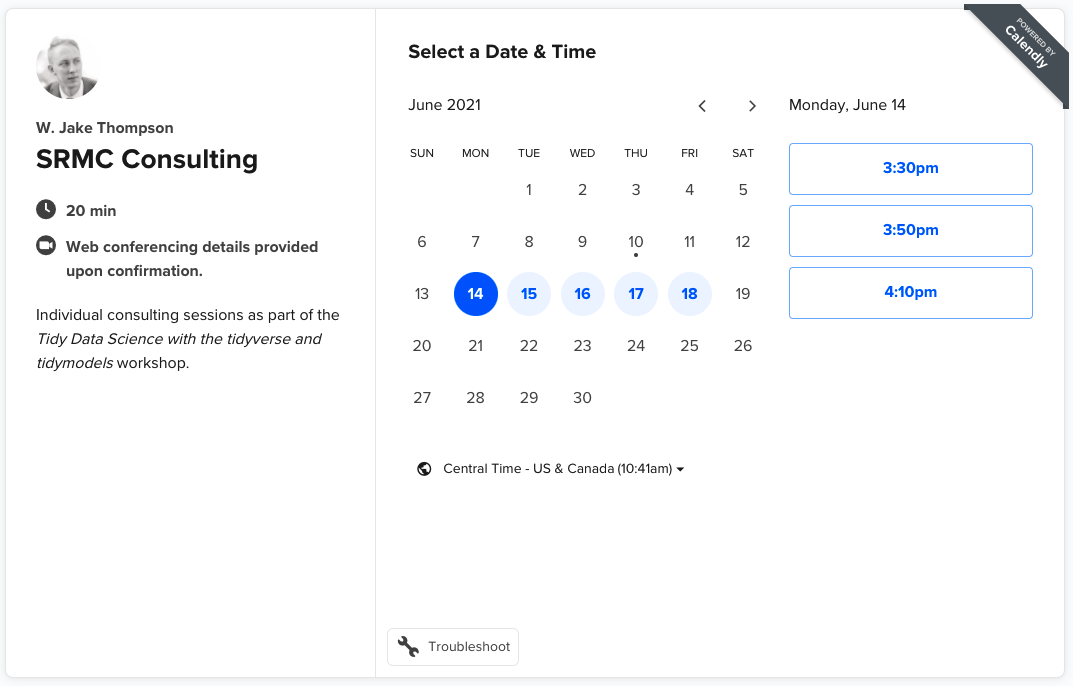 W. Jake Thompson
SRMC Consulting
20 min
Web conferencing details provided
upon confirmation.
Individual consulting sessions as part of the
Tidy Data Science with the tidyverse and
tidymodels workshop.
Select a Date & Time
June 2021
SUN MON TUE WED THU FRI SAT
1 2 3 4 5
6 7 8 9 10 11 12
13 14 15 16 17 18 19
20 21 22 23 24 25 26
27 28 29 30
Central Time - US & Canada (10:41am)
Troubleshoot
Monday, June 14
3:30pm
3:50pm
4:10pm
POWERED BY
Calendly